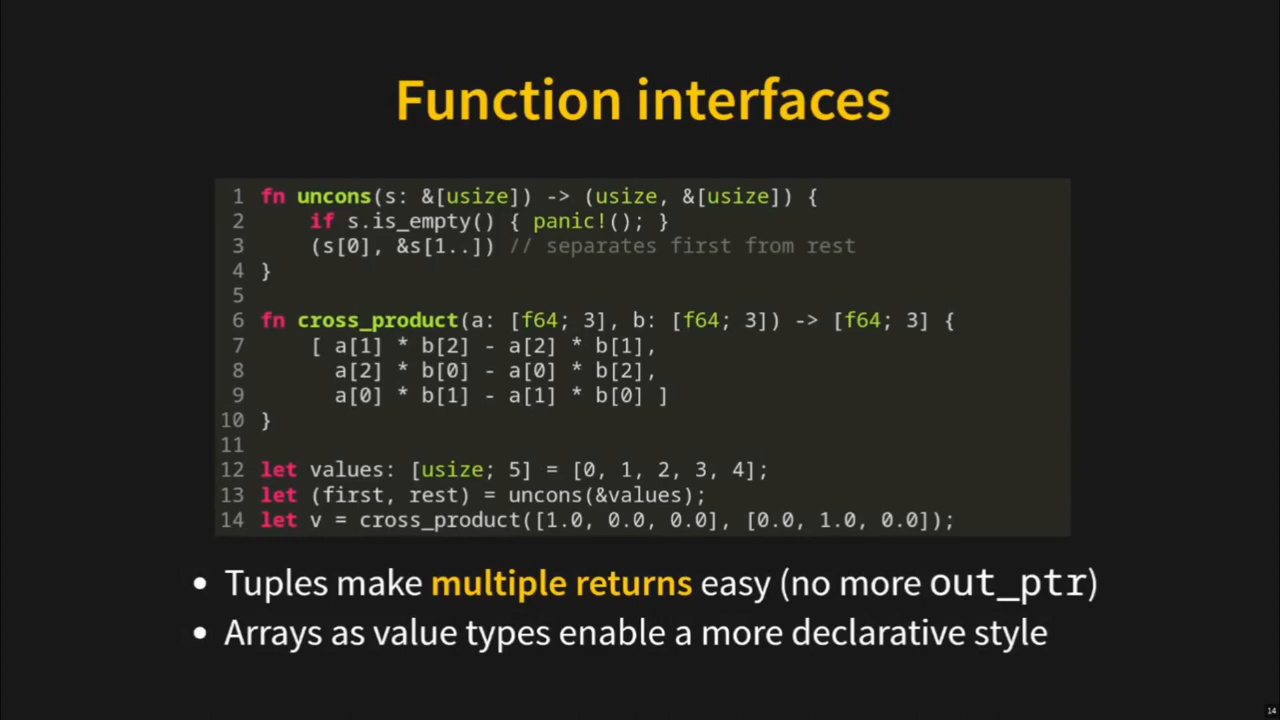 Function interfaces
1 fn uncons(s: &[usize]) -> (usize, &[usize]) {
2     if s.is_empty() { panic!(); }
3     (s[0], &s[1..]) // separates first from rest
4 }
5
6 fn cross_product(a: [f64; 3], b: [f64; 3]) -> [f64; 3] {
7     [ a[1] * b[2] - a[2] * b[1],
8       a[2] * b[0] - a[0] * b[2],
9       a[0] * b[1] - a[1] * b[0] ]
10 }
11
12 let values: [usize; 5] = [0, 1, 2, 3, 4];
13 let (first, rest) = uncons(&values);
14 let v = cross_product([1.0, 0.0, 0.0], [0.0, 1.0, 0.0]);
• Tuples make multiple returns easy (no more out_ptr)
• Arrays as value types enable a more declarative style
14